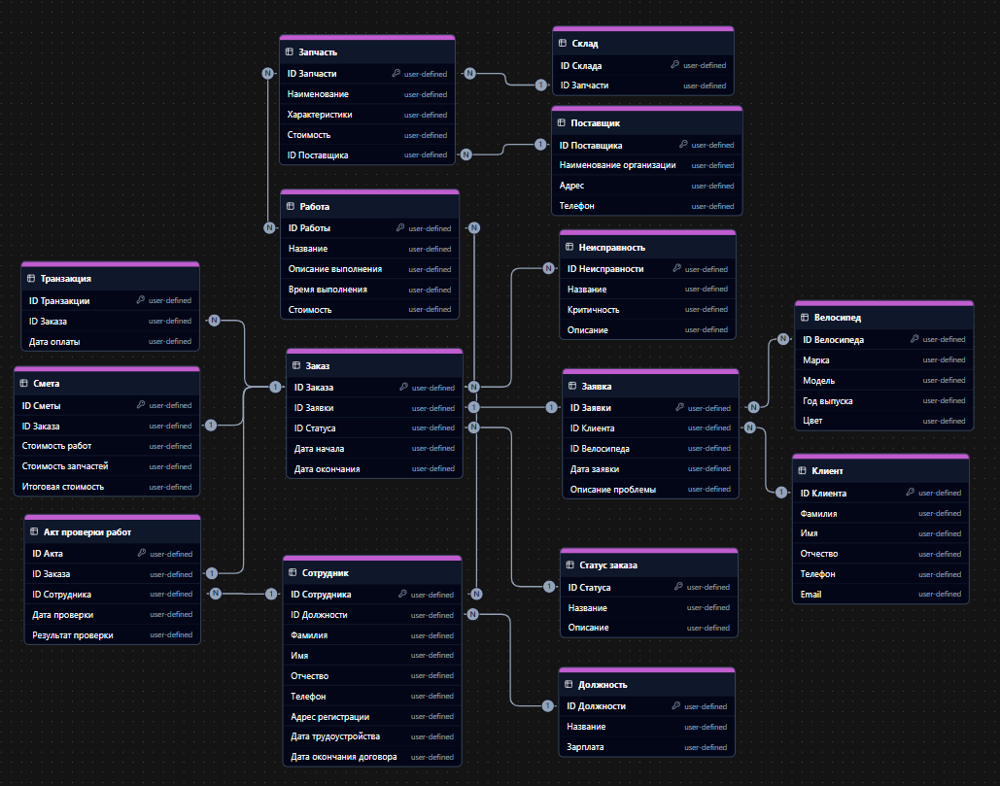 Запчасть
N ID Запчасти user-defined N
Наименование user-defined
Характеристики user-defined
Стоимость user-defined
ID Поставщика user-defined N
Склад
ID Склада user-defined
1 ID Запчасти user-defined
Поставщик
1 ID Поставщика user-defined
Наименование организации user-defined
Адрес user-defined
Телефон user-defined
Работа
N ID Работы user-defined N
Название user-defined
Описание выполнения user-defined
Время выполнения user-defined
Стоимость user-defined
Неисправность
N ID Неисправности user-defined
Название user-defined
Критичность user-defined
Описание user-defined
Транзакция
ID Транзакции user-defined
ID Заказа user-defined N
Дата оплаты user-defined
Велосипед
N ID Велосипеда user-defined
Марка user-defined
Модель user-defined
Год выпуска user-defined
Цвет user-defined
Заказ
1 ID Заказа user-defined N
ID Заявки user-defined 1
ID Статуса user-defined N
Дата начала user-defined
Дата окончания user-defined
Заявка
1 ID Заявки user-defined N
ID Клиента user-defined N
ID Велосипеда user-defined
Дата заявки user-defined
Описание проблемы user-defined
Смета
ID Сметы user-defined
ID Заказа user-defined 1
Стоимость работ user-defined
Стоимость запчастей user-defined
Итоговая стоимость user-defined
Клиент
1 ID Клиента user-defined
Фамилия user-defined
Имя user-defined
Отчество user-defined
Телефон user-defined
Email user-defined
Акт проверки работ
ID Акта user-defined
ID Заказа user-defined 1
ID Сотрудника user-defined N
Дата проверки user-defined
Результат проверки user-defined
Сотрудник
1 ID Сотрудника user-defined N
ID Должности user-defined N
Фамилия user-defined
Имя user-defined
Отчество user-defined
Телефон user-defined
Адрес регистрации user-defined
Дата трудоустройства user-defined
Дата окончания договора user-defined
Статус заказа
1 ID Статуса user-defined
Название user-defined
Описание user-defined
Должность
1 ID Должности user-defined
Название user-defined
Зарплата user-defined